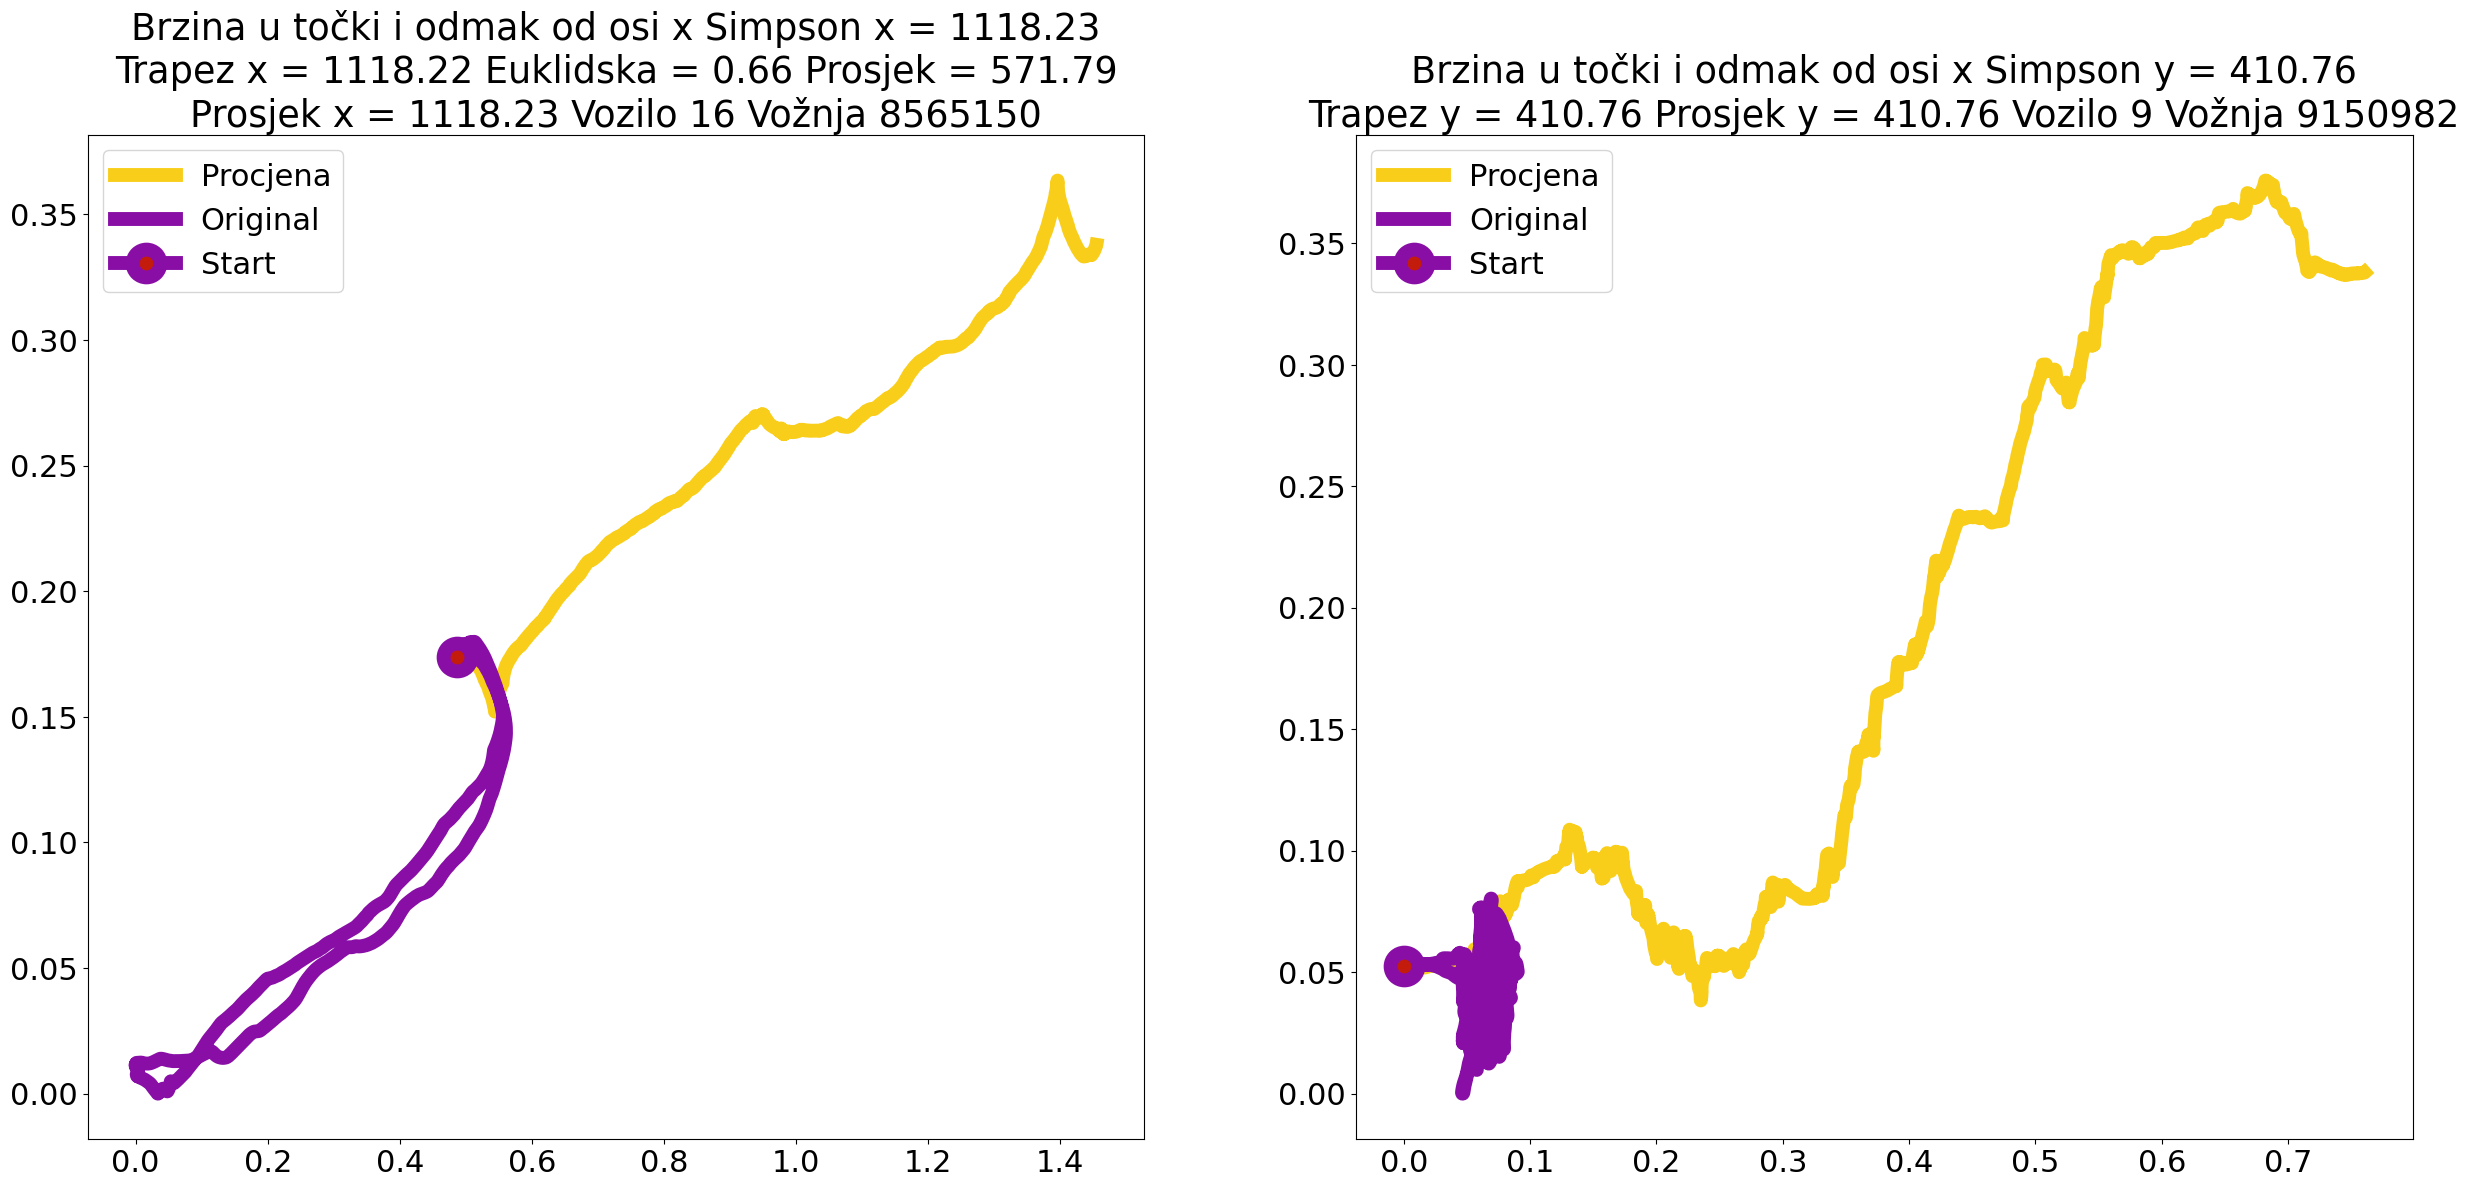 Brzina u točki i odmak od osi x Simpson x = 1118.23
Trapez x = 1118.22 Euklidska = 0.66 Prosjek = 571.79
Prosjek x = 1118.23 Vozilo 16 Vožnja 8565150
Procjena
Original
Start
0.35
0.30
0.25
0.20
0.15
0.10
0.05
0.00
0.0 0.2 0.4 0.6 0.8 1.0 1.2 1.4
Brzina u točki i odmak od osi x Simpson y = 410.76
Trapez y = 410.76 Prosjek y = 410.76 Vozilo 9 Vožnja 9150982
Procjena
Original
Start
0.35
0.30
0.25
0.20
0.15
0.10
0.05
0.00
0.0 0.1 0.2 0.3 0.4 0.5 0.6 0.7